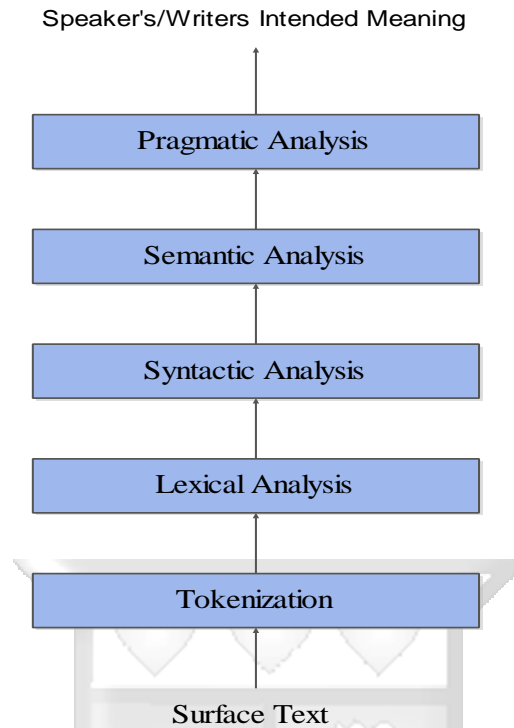 Speaker's/Writers Intended Meaning
Pragmatic Analysis
Semantic Analysis
Syntactic Analysis
Lexical Analysis
Tokenization
Surface Text